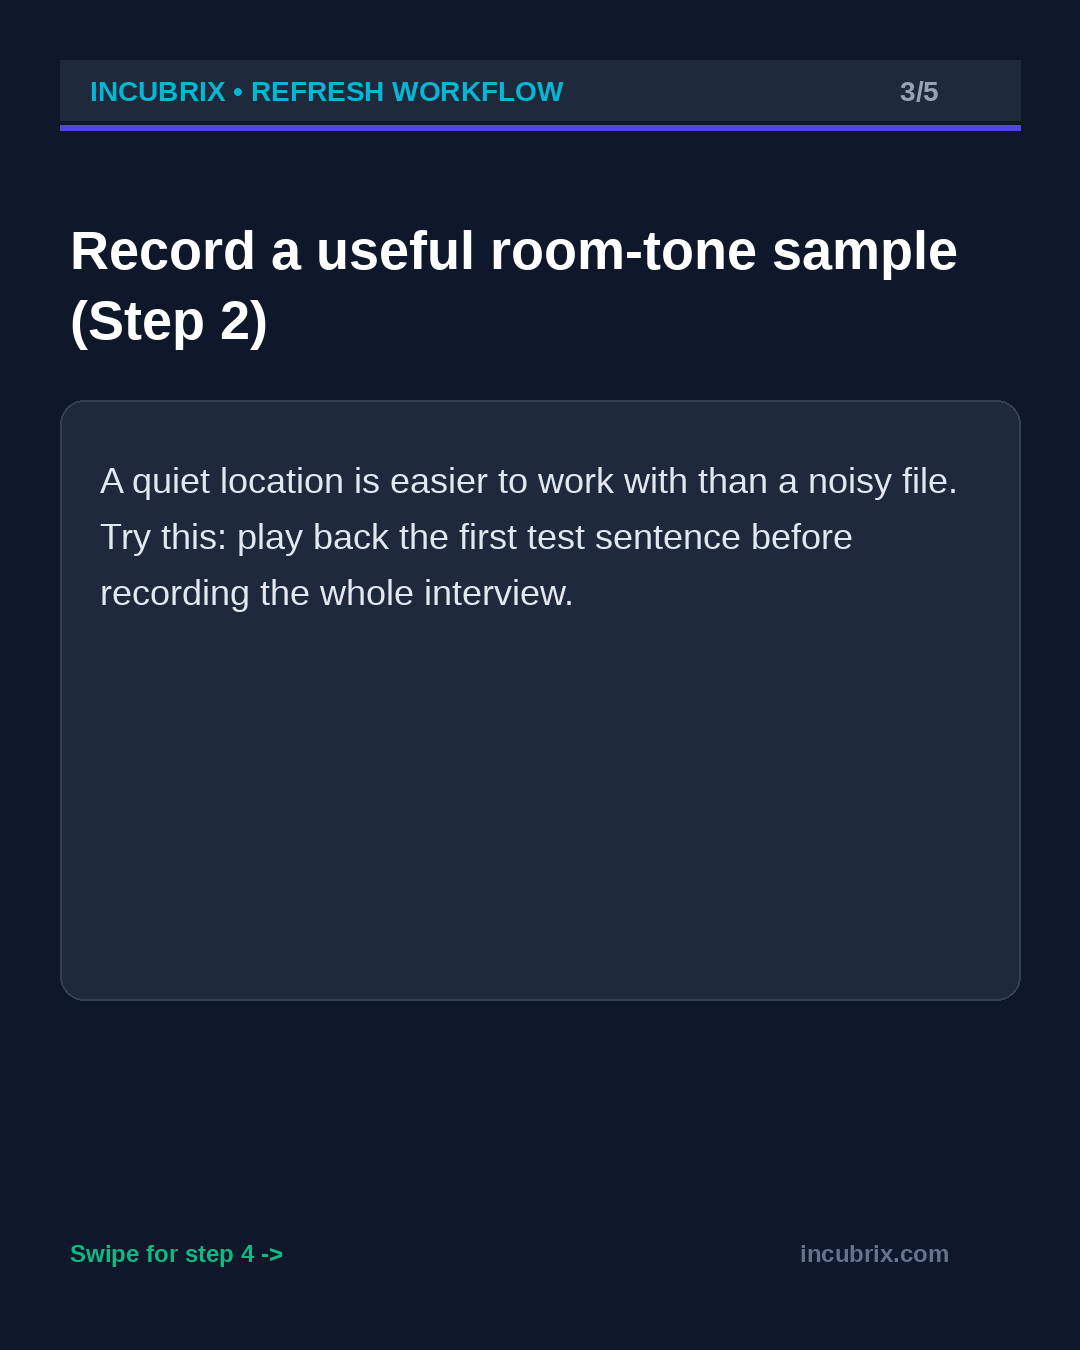 INCUBRIX • REFRESH WORKFLOW 3/5
Record a useful room-tone sample
(Step 2)
A quiet location is easier to work with than a noisy file.
Try this: play back the first test sentence before
recording the whole interview.
Swipe for step 4 -> incubrix.com